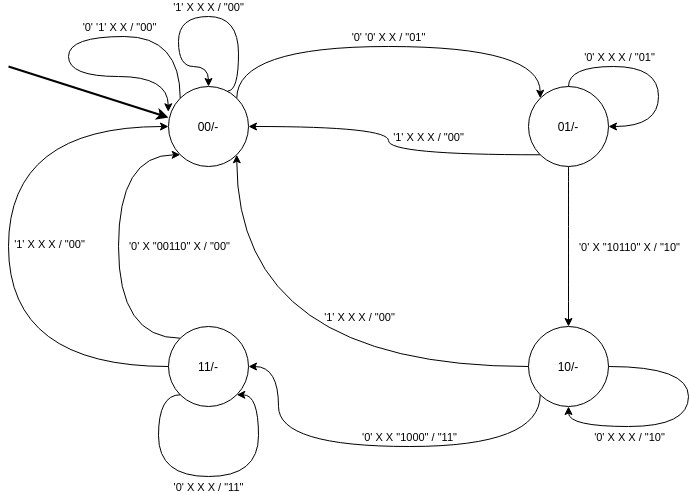 '1' X X X / "00"
'0' '1' X X / "00"
'0' '0' X X / "01"
'0' X X X / "01"
00/-
01/-
'1' X X X / "00"
'1' X X X / "00"
'0' X "00110" X / "00"
'0' X "10110" X / "10"
'1' X X X / "00"
11/-
10/-
'0' X X "1000" / "11"
'0' X X X / "10"
'0' X X X / "11"